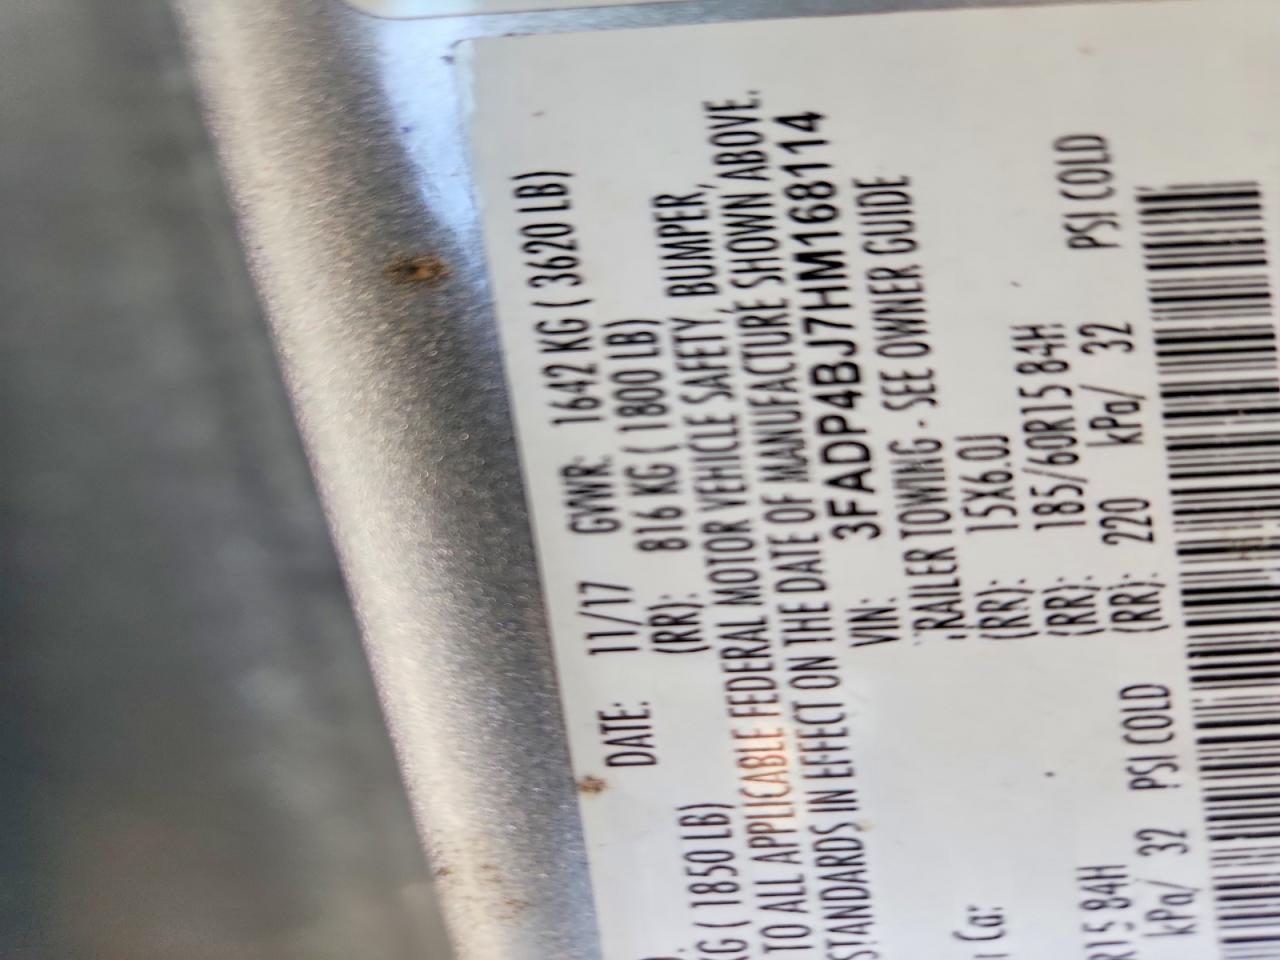 DATE: 11/17 GVWR: 1642 KG ( 3620 LB)
KG ( 1850 LB) (RR): 816 KG ( 1800 LB)
TO ALL APPLICABLE FEDERAL MOTOR VEHICLE SAFETY, BUMPER,
STANDARDS IN EFFECT ON THE DATE OF MANUFACTURE SHOWN ABOVE.
VIN: 3FADP4BJ7HM168114
TRAILER TOWING - SEE OWNER GUIDE
(RR): 15X6.0J
R15 84H (RR): 185/60R15 84H
kPa/ 32 PSI COLD (RR): 220 kPa/ 32 PSI COLD